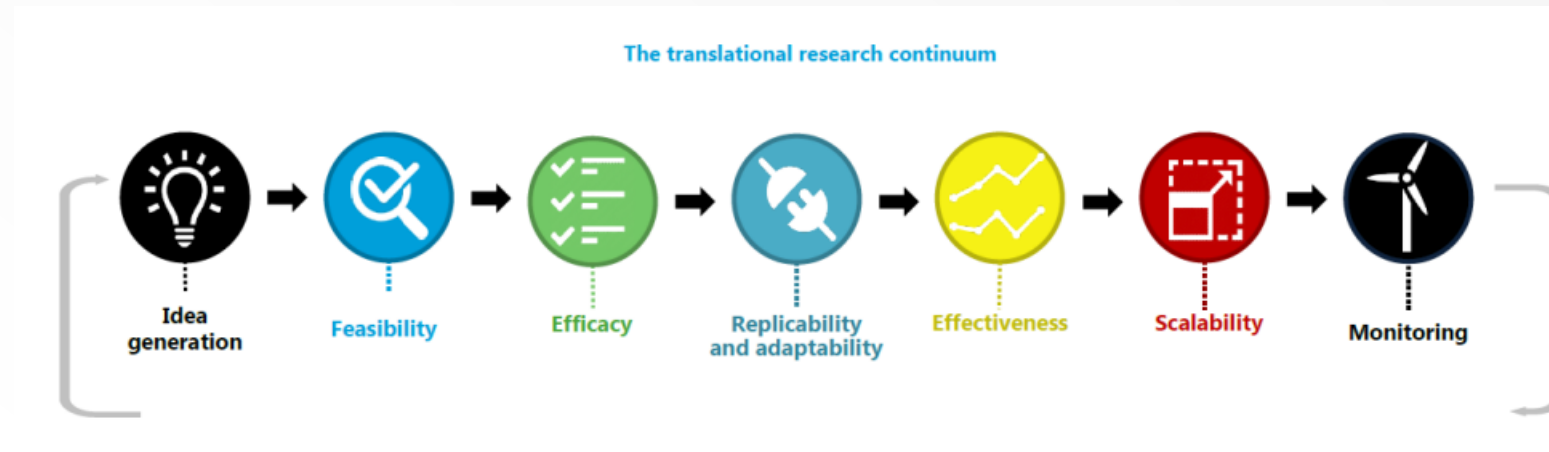 The translational research continuum
Idea
generation
Feasibility
Efficacy
Replicability
and adaptability
Effectiveness
Scalability
Monitoring